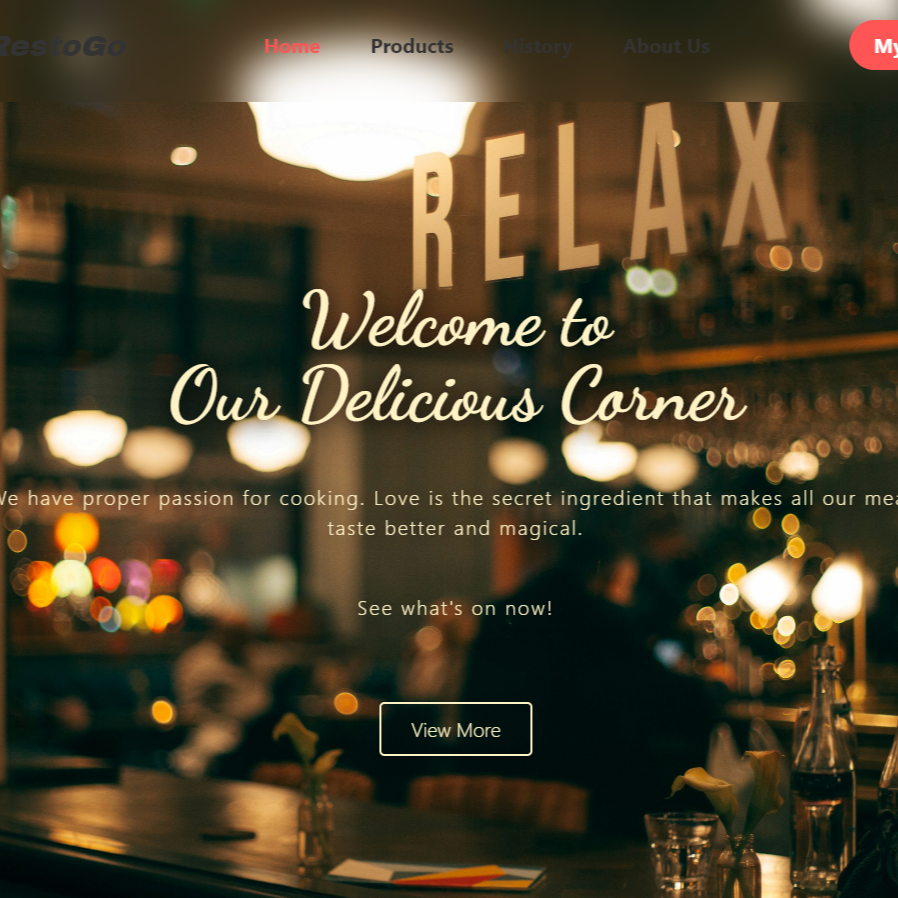 RestoGo
Home Products History About Us My
RELAX
Welcome to
Our Delicious Corner
We have proper passion for cooking. Love is the secret ingredient that makes all our
taste better and magical.
See what's on now!
View More